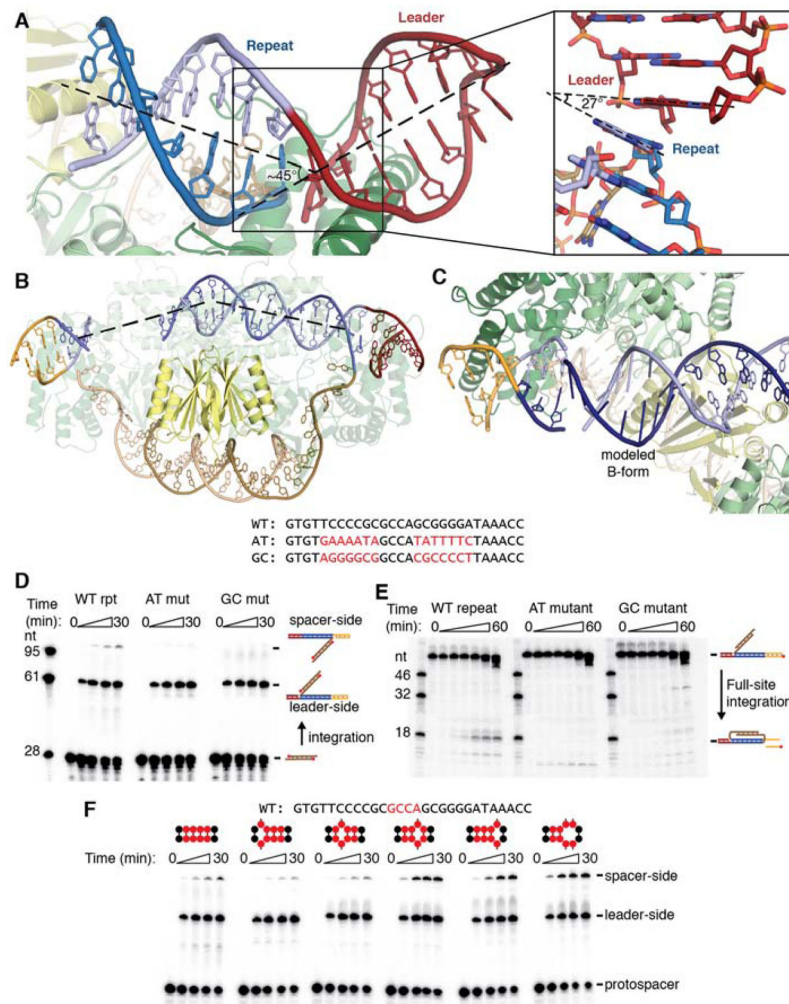 A
Repeat
Leader
~45°
Leader
27°
Repeat
B
C
modeled
B-form
WT: GTGTTCCCCGCGCCAGCGGGGATAAACC
AT: GTGTGAAAATAGCCATATTTTCTAAACC
GC: GTGTAGGGGCGGCCACGCCCCTTAAACC
D
Time
(min):
WT rpt
AT mut
GC mut
0 30
0 30
0 30
nt
95
61
28
spacer-side
leader-side
integration
E
Time
(min):
WT repeat
AT mutant
GC mutant
0 60
0 60
0 60
nt
46
32
18
Full-site
integration
F
WT: GTGTTCCCCGCGCCAGCGGGGATAAACC
Time (min):
0 30
0 30
0 30
0 30
0 30
0 30
spacer-side
leader-side
protospacer